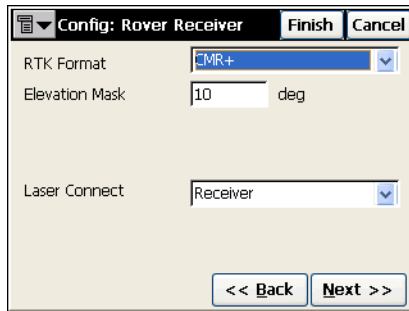 Config: Rover Receiver Finish Cancel
RTK Format CMR+
Elevation Mask 10 deg
Laser Connect Receiver
<< Back Next >>